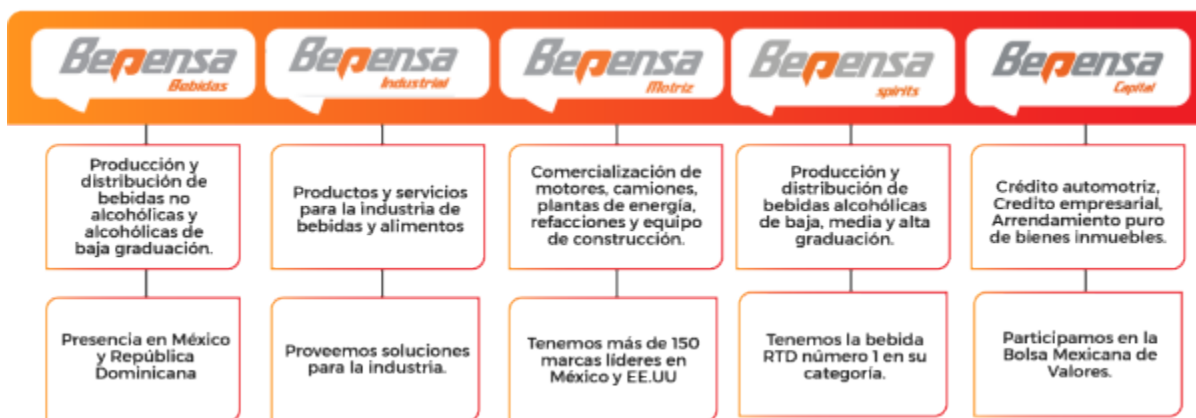 Bepensa
Bebidas
Bepensa
Industrial
Bepensa
Motriz
Bepensa
spirits
Bepensa
Capital
Producción y
distribución de
bebidas no
alcohólicas y
alcohólicas de
baja graduación.
Productos y servicios
para la industria de
bebidas y alimentos
Comercialización de
motores, camiones,
plantas de energía,
refacciones y equipo
de construcción.
Producción y
distribución de
bebidas alcohólicas
de baja, media y alta
graduación.
Crédito automotriz,
Credito empresarial,
Arrendamiento puro
de bienes inmuebles.
Presencia en México
y República
Dominicana
Proveemos soluciones
para la industria.
Tenemos más de 150
marcas líderes en
México y EE.UU
Tenemos la bebida
RTD número 1 en su
categoría.
Participamos en la
Bolsa Mexicana de
Valores.